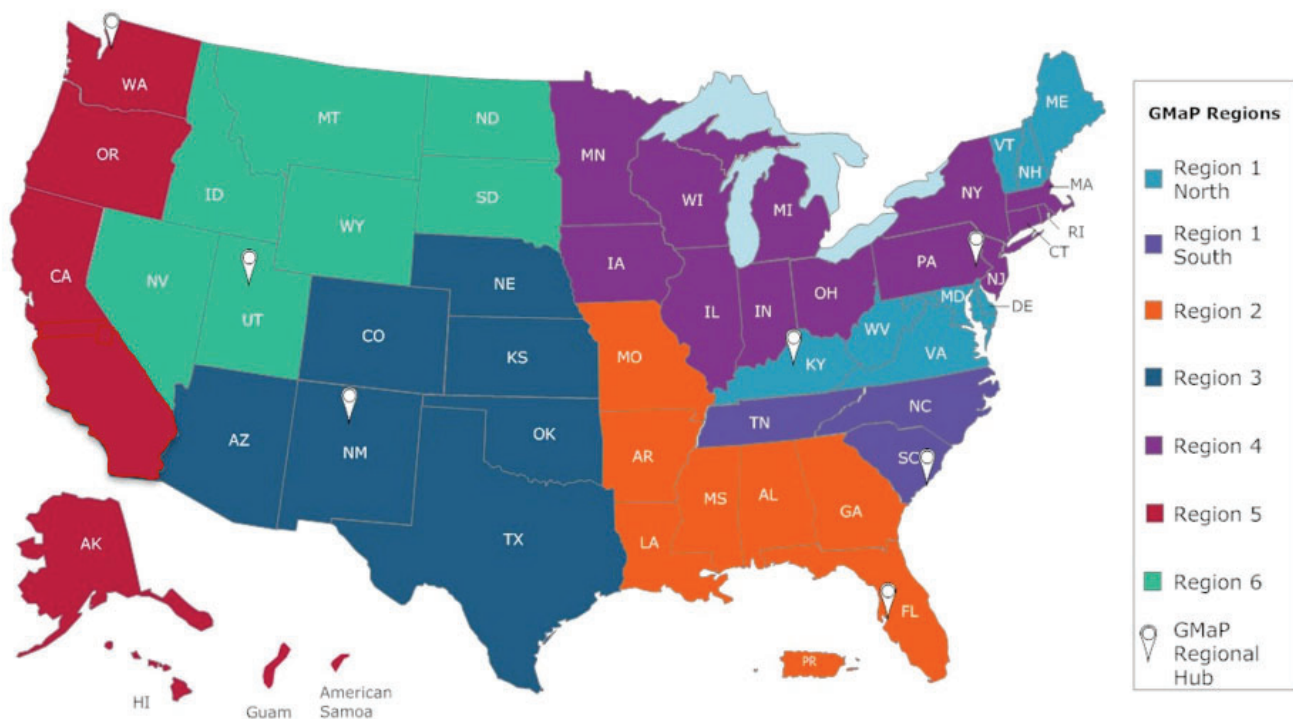 WA
OR
CA
ID
MT
ND
SD
WY
NV
UT
NE
CO
KS
AZ
NM
OK
TX
MN
WI
MI
IA
IL
IN
OH
PA
NY
NJ
VT
NH
ME
MA
RI
CT
MD
DE
WV
VA
KY
TN
NC
SC
MO
AR
LA
MS
AL
GA
FL
PR
AK
HI
Guam
American
Samoa
GMaP Regions
Region 1
North
Region 1
South
Region 2
Region 3
Region 4
Region 5
Region 6
GMaP
Regional
Hub